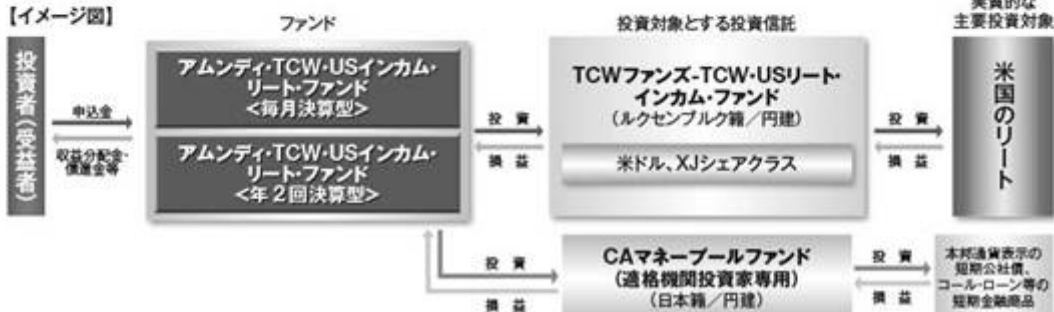 【イメージ図】
ファンド
投資対象とする投資信託
実質的な
主要投資対象
投資者(受益者)
申込金
収益分配金・
償還金等
アムンディ・TCW・USインカム・
リート・ファンド
<毎月決算型>
アムンディ・TCW・USインカム・
リート・ファンド
<年2回決算型>
投資
損益
TCWファンズ-TCW・USリート・
インカム・ファンド
(ルクセンブルク籍/円建)
米ドル、XJシェアクラス
投資
損益
米国のリート
投資
損益
CAマネープールファンド
(適格機関投資家専用)
(日本籍/円建)
投資
損益
本邦通貨表示の
短期公社債、
コール・ローン等の
短期金融商品